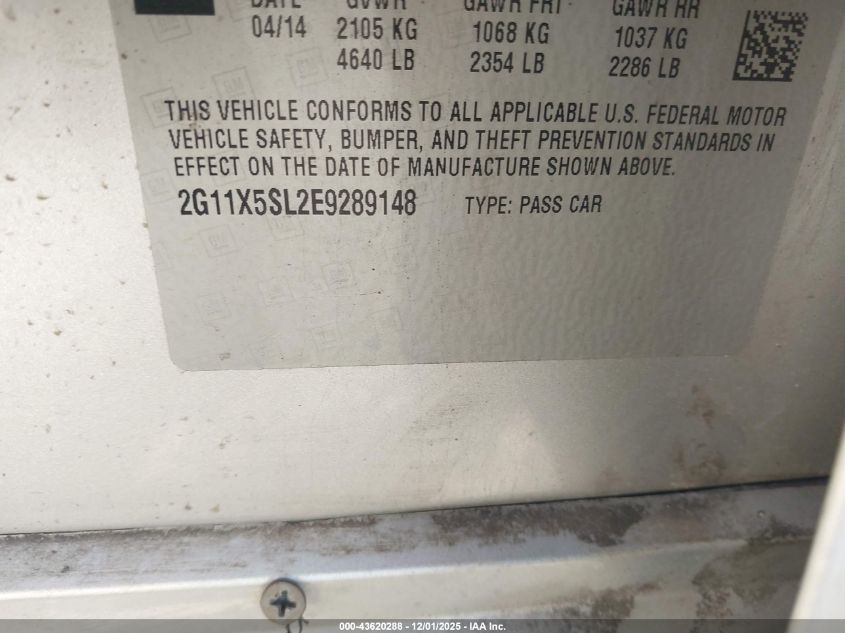 DATE GVWR GAWR FRT GAWR RR
04/14 2105 KG 1068 KG 1037 KG
4640 LB 2354 LB 2286 LB
THIS VEHICLE CONFORMS TO ALL APPLICABLE U.S. FEDERAL MOTOR
VEHICLE SAFETY, BUMPER, AND THEFT PREVENTION STANDARDS IN
EFFECT ON THE DATE OF MANUFACTURE SHOWN ABOVE.
2G11X5SL2E9289148 TYPE: PASS CAR
000-43620288 - 12/01/2025 - IAA Inc.